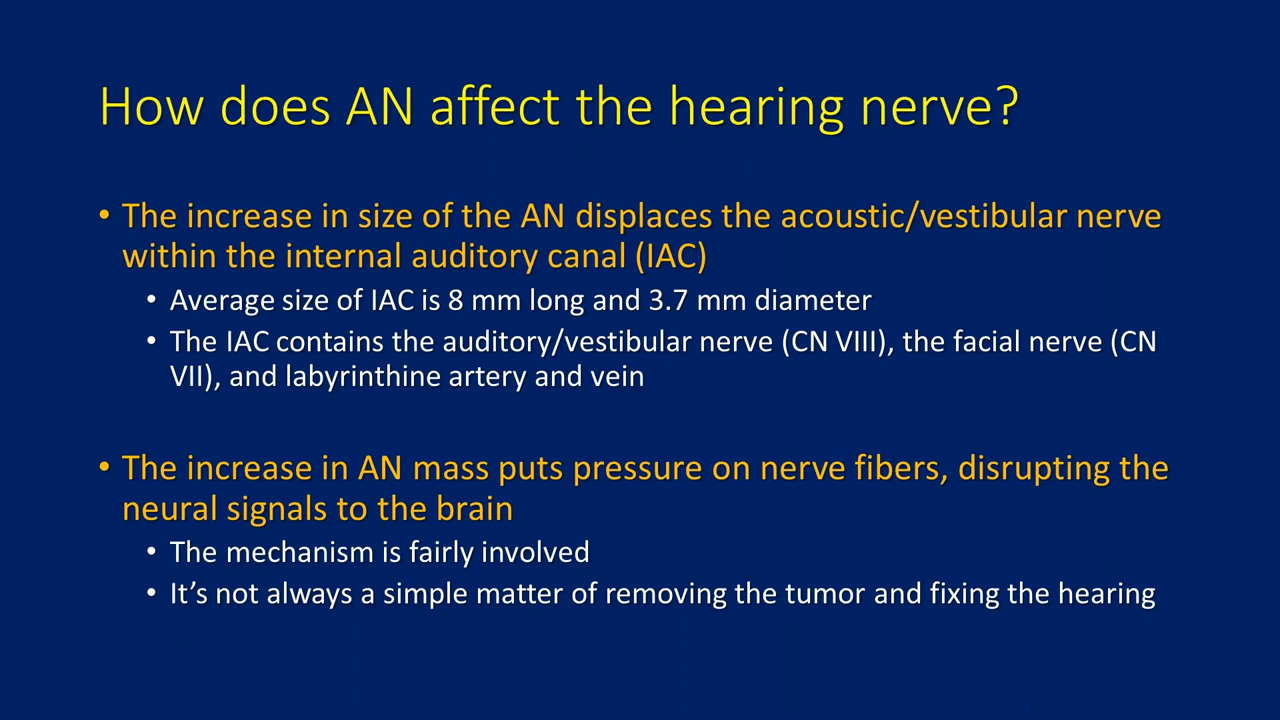 How does AN affect the hearing nerve?
• The increase in size of the AN displaces the acoustic/vestibular nerve
within the internal auditory canal (IAC)
• Average size of IAC is 8 mm long and 3.7 mm diameter
• The IAC contains the auditory/vestibular nerve (CN VIII), the facial nerve (CN
VII), and labyrinthine artery and vein
• The increase in AN mass puts pressure on nerve fibers, disrupting the
neural signals to the brain
• The mechanism is fairly involved
• It’s not always a simple matter of removing the tumor and fixing the hearing